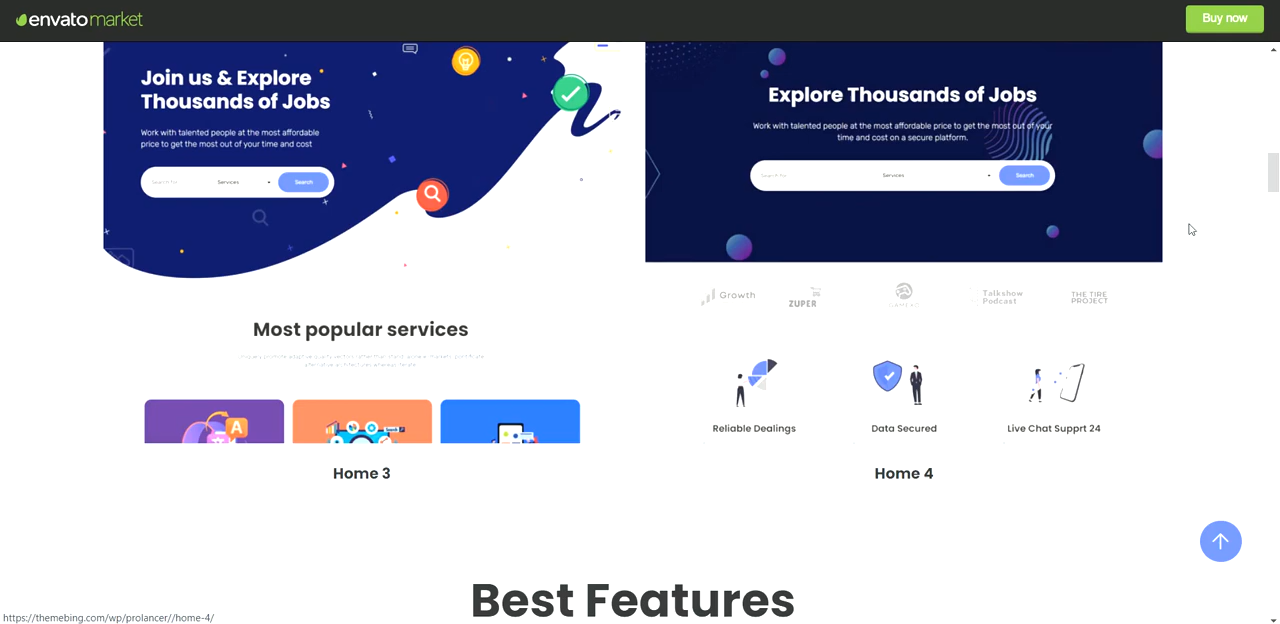 envatomarket
Buy now
Join us & Explore
Thousands of Jobs
Work with talented people at the most affordable
price to get the most out of your time and cost
Search for
Services
Search
Explore Thousands of Jobs
Work with talented people at the most affordable price to get the most out of your
time and cost on a secure platform.
Search for
Services
Search
Growth
ZUPER
Talkshow
Podcast
THE TIRE
PROJECT
Most popular services
A
Reliable Dealings
Data Secured
Live Chat Supprt 24
Home 3
Home 4
Best Features
https://themebing.com/wp/prolancer//home-4/